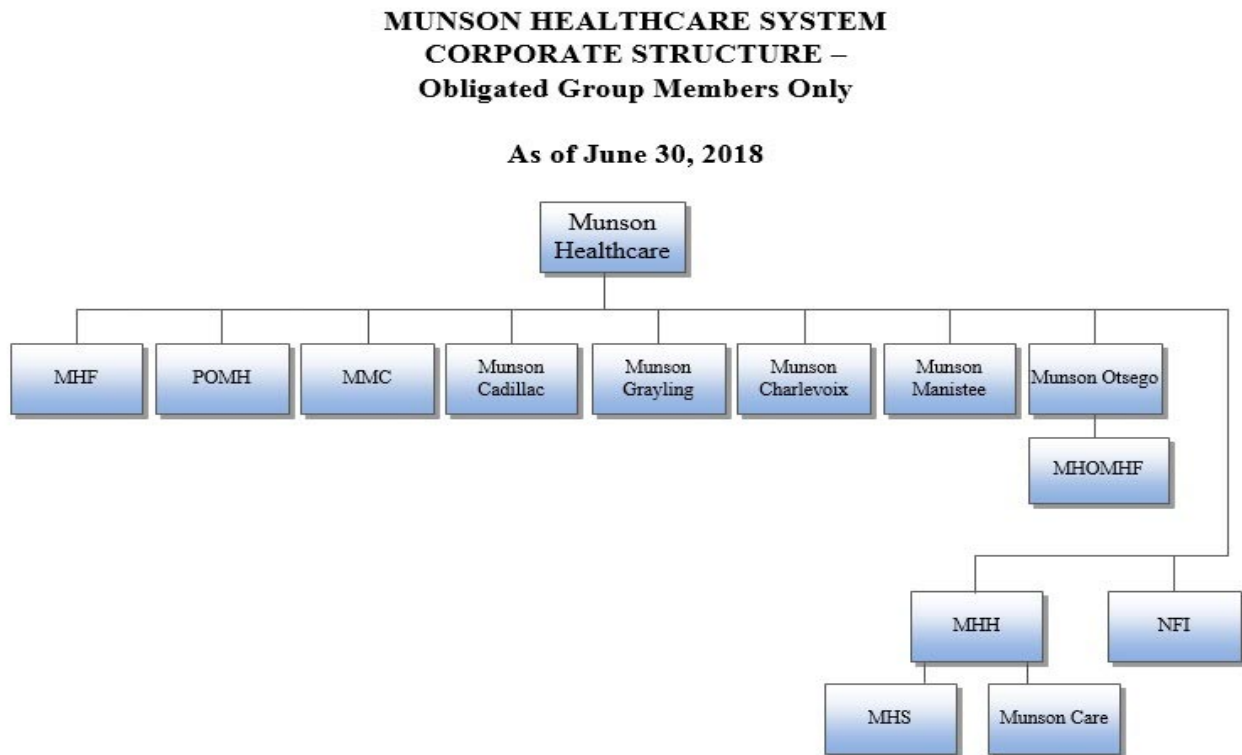 MUNSON HEALTHCARE SYSTEM
CORPORATE STRUCTURE –
Obligated Group Members Only
As of June 30, 2018
Munson
Healthcare
MHF
POMH
MMC
Munson
Cadillac
Munson
Grayling
Munson
Charlevoix
Munson
Manistee
Munson Otsego
MHOMHF
MHH
NFI
MHS
Munson Care